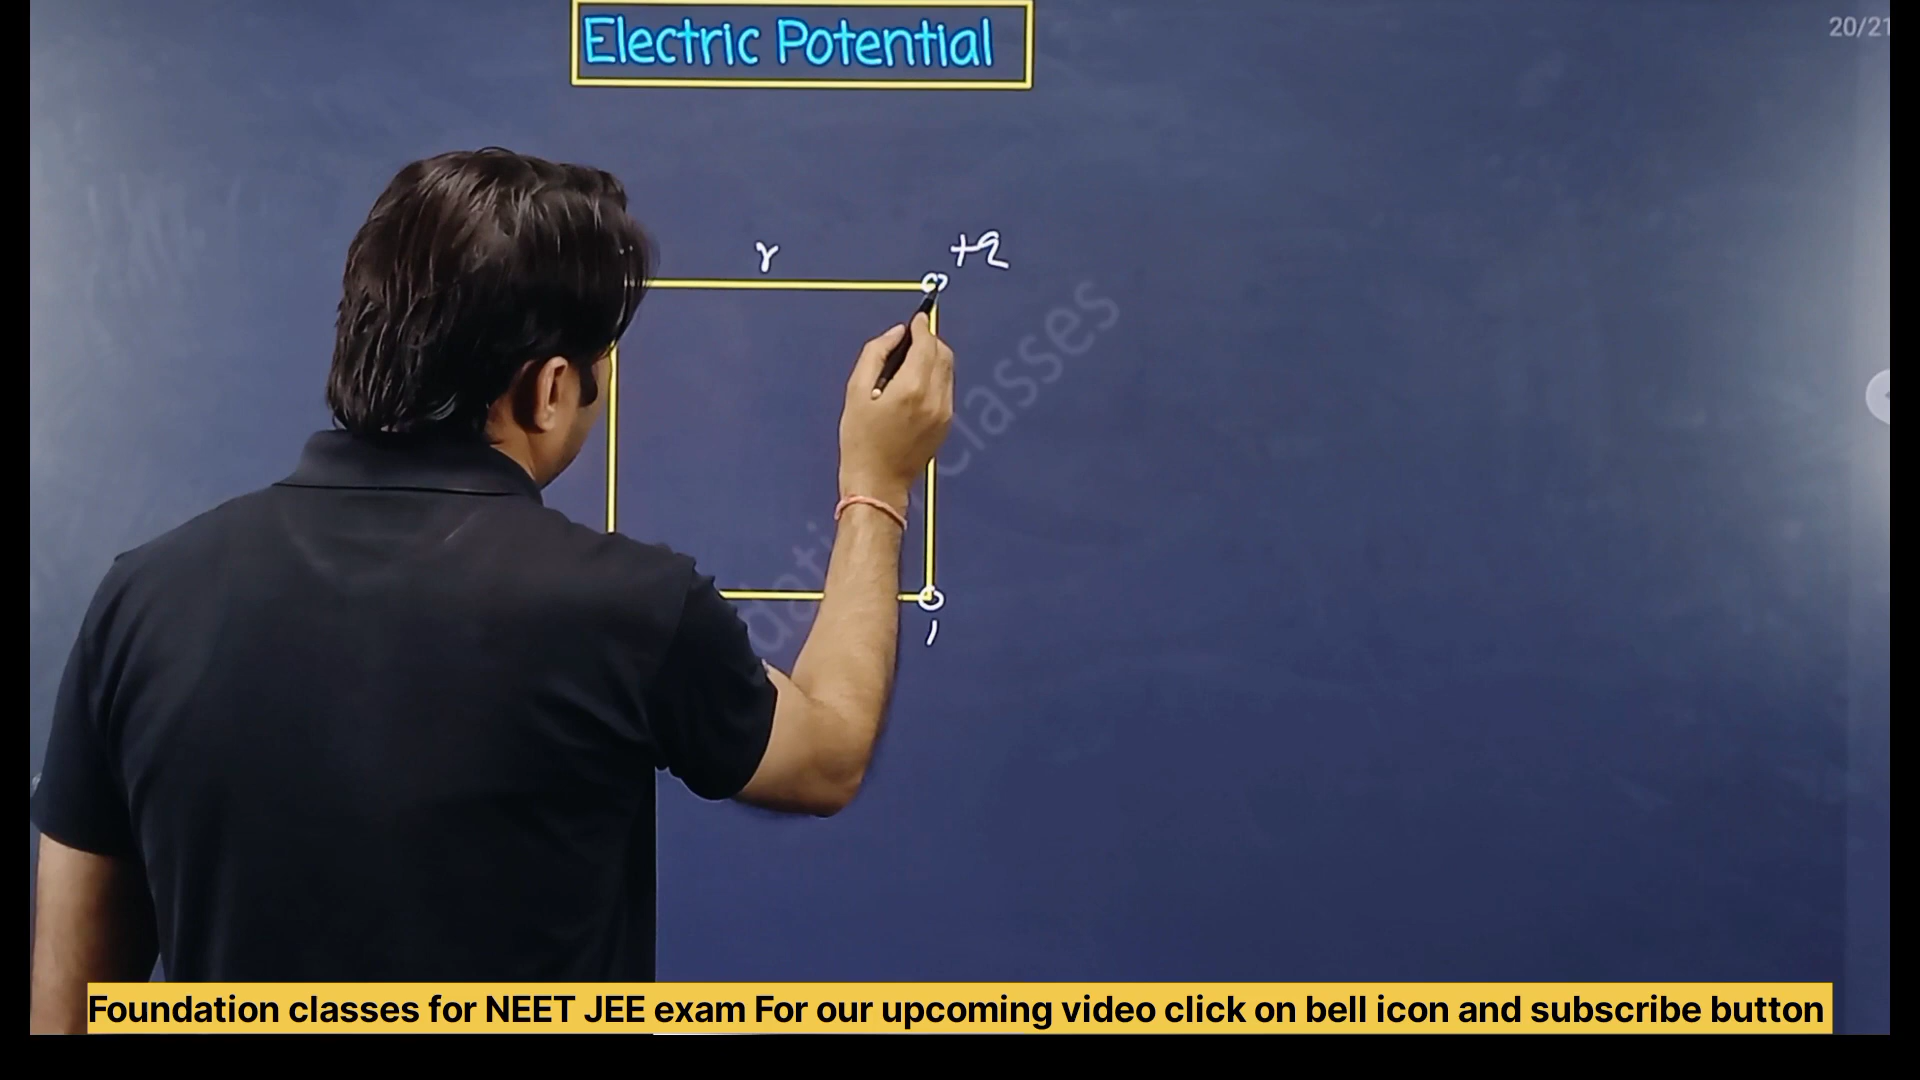 Electric Potential
20/21
r
+q
Classes
Foundation classes for NEET JEE exam For our upcoming video click on bell icon and subscribe button